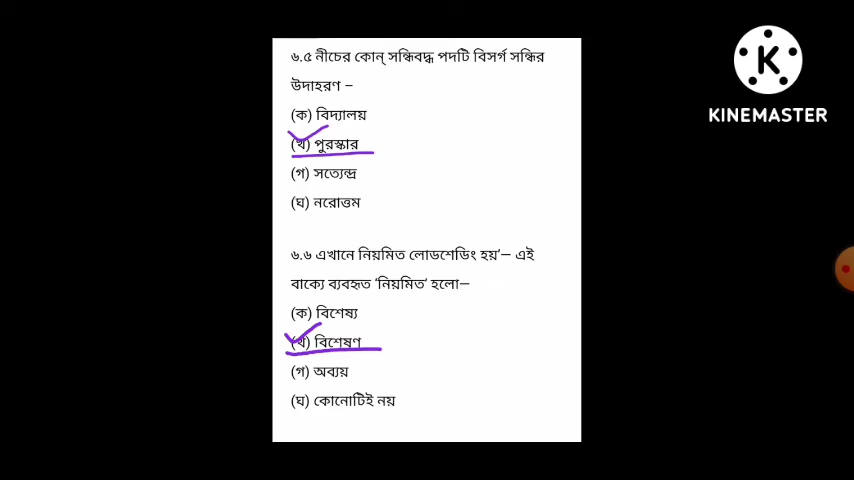 ৬.৫ নীচের কোন্ সন্ধিবদ্ধ পদটি বিসর্গ সন্ধির
উদাহরণ –
(ক) বিদ্যালয়
(খ) পুরস্কার
(গ) সত্যেন্দ্র
(ঘ) নরোত্তম
৬.৬ এখানে নিয়মিত লোডশেডিং হয়’— এই
বাক্যে ব্যবহৃত ‘নিয়মিত’ হলো—
(ক) বিশেষ্য
(খ) বিশেষণ
(গ) অব্যয়
(ঘ) কোনোটিই নয়
K
KINEMASTER